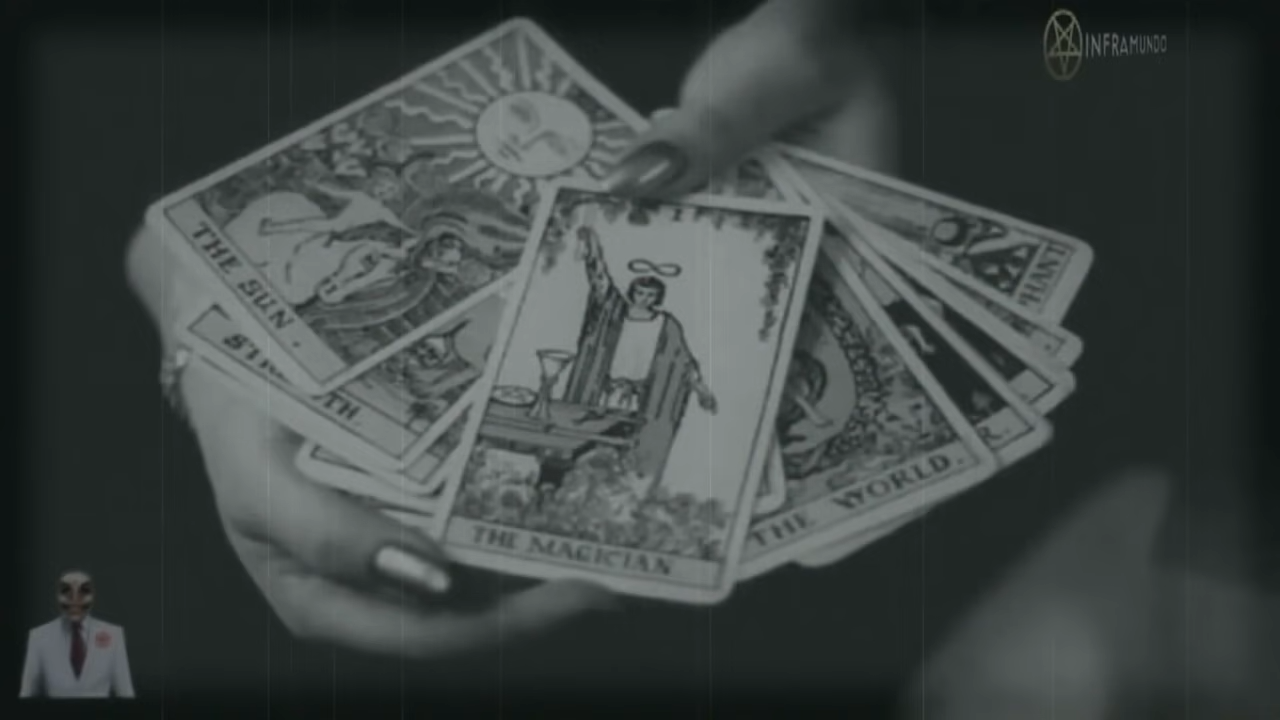 INFRAMUNDO
I
THE SUN.
THE MAGICIAN
THE WORLD.